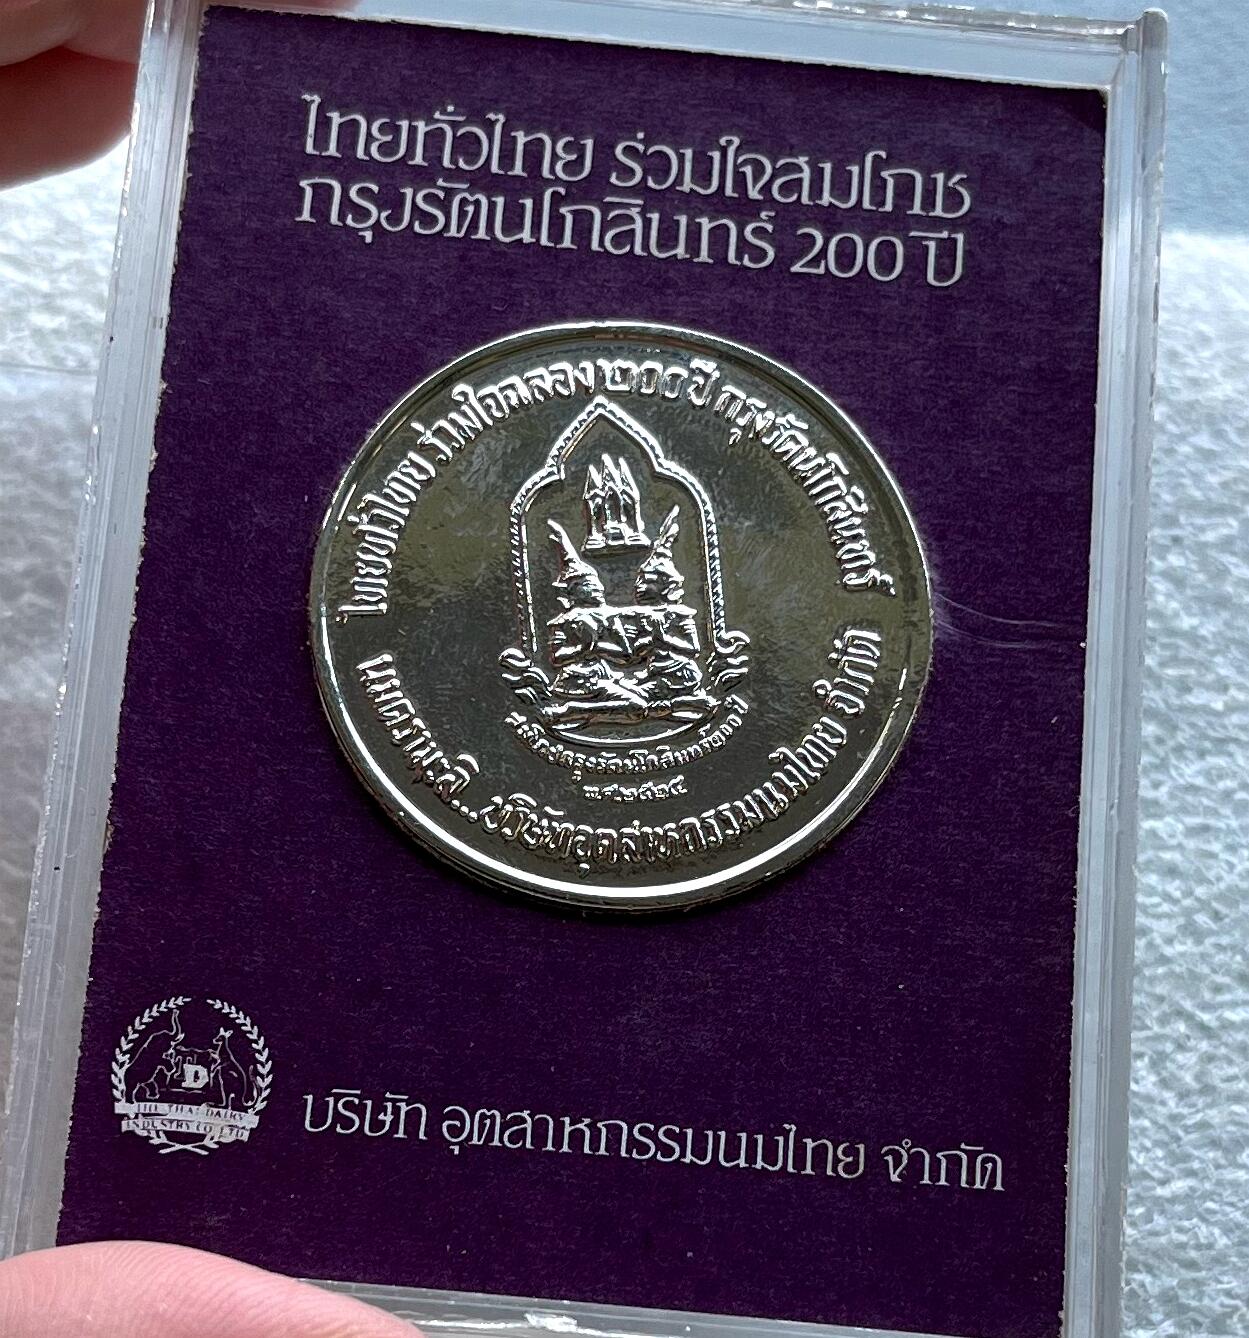 ไทยทั่วไทย ร่วมใจสมโภช
กรุงรัตนโกสินทร์ 200 ปี
ไทยทั่วไทย ร่วมใจฉลอง ๒๐๐ ปี กรุงรัตนโกสินทร์
สมโภชกรุงรัตนโกสินทร์๒๐๐ปี
พ.ศ.๒๕๒๕
นมตรามะลิ...บริษัทอุตสาหกรรมนมไทย จำกัด
D
THE THAI DAIRY
INDUSTRY CO. LTD
บริษัท อุตสาหกรรมนมไทย จำกัด